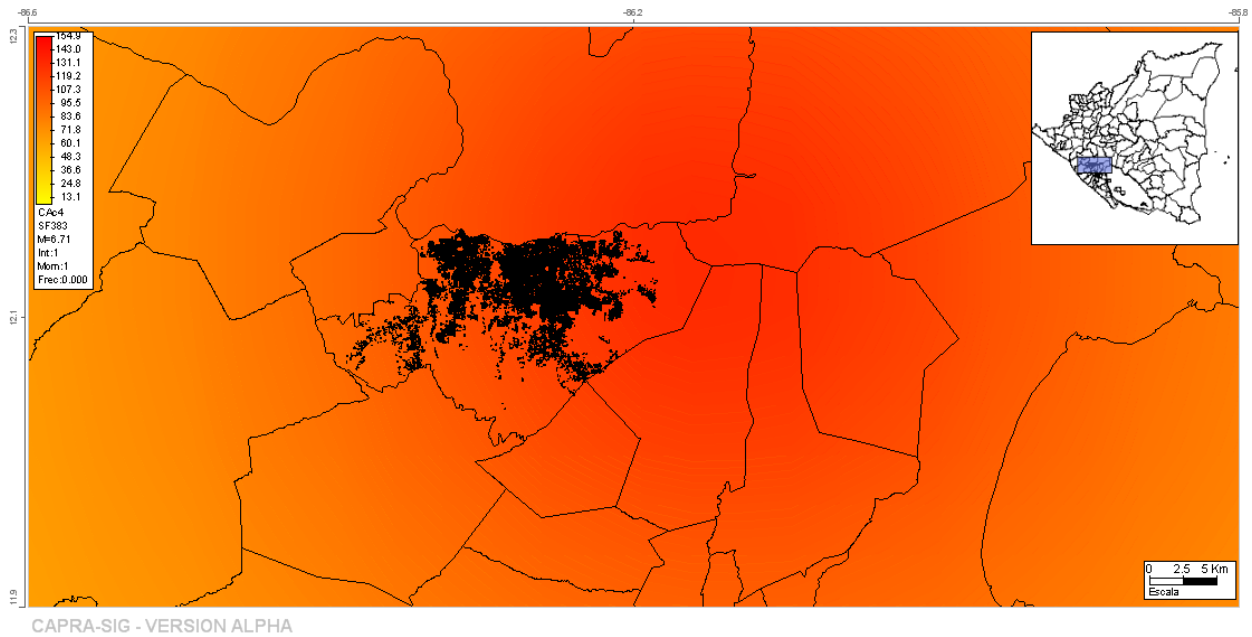 -86.6
-86.2
-85.8
12.3
12.1
11.9
154.9
143.0
131.1
119.2
107.3
95.5
83.6
71.8
60.1
48.3
36.6
24.8
13.1
CAc4
SF383
M=6.71
Int:1
Mom:1
Frec:0.000
0 2.5 5 Km
Escala
CAPRA-SIG - VERSION ALPHA